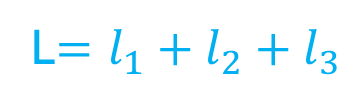 L= l₁ + l₂ + l₃